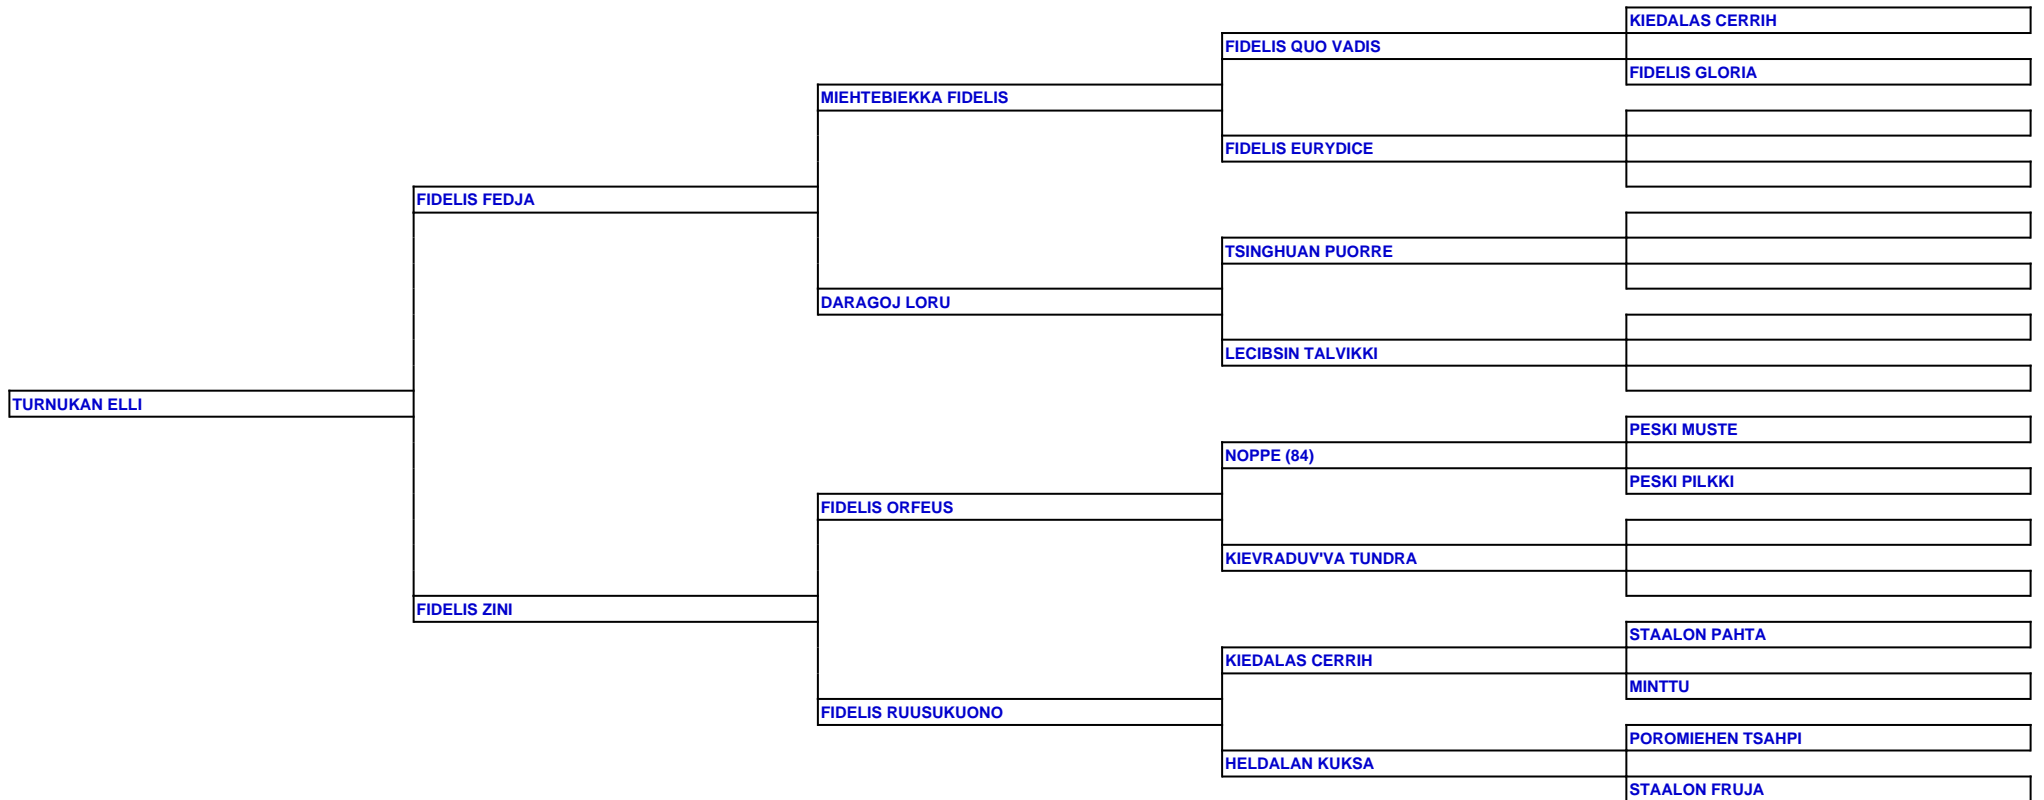 KIEDALAS CERRIH
FIDELIS QUO VADIS
FIDELIS GLORIA
MIEHTEBIEKKA FIDELIS
FIDELIS EURYDICE
FIDELIS FEDJA
TSINGHUAN PUORRE
DARAGOJ LORU
LECIBSIN TALVIKKI
TURNUKAN ELLI
PESKI MUSTE
NOPPE (84)
PESKI PILKKI
FIDELIS ORFEUS
KIEVRADUV'VA TUNDRA
FIDELIS ZINI
STAALON PAHTA
KIEDALAS CERRIH
MINTTU
FIDELIS RUUSUKUONO
POROMIEHEN TSAHPI
HELDALAN KUKSA
STAALON FRUJA